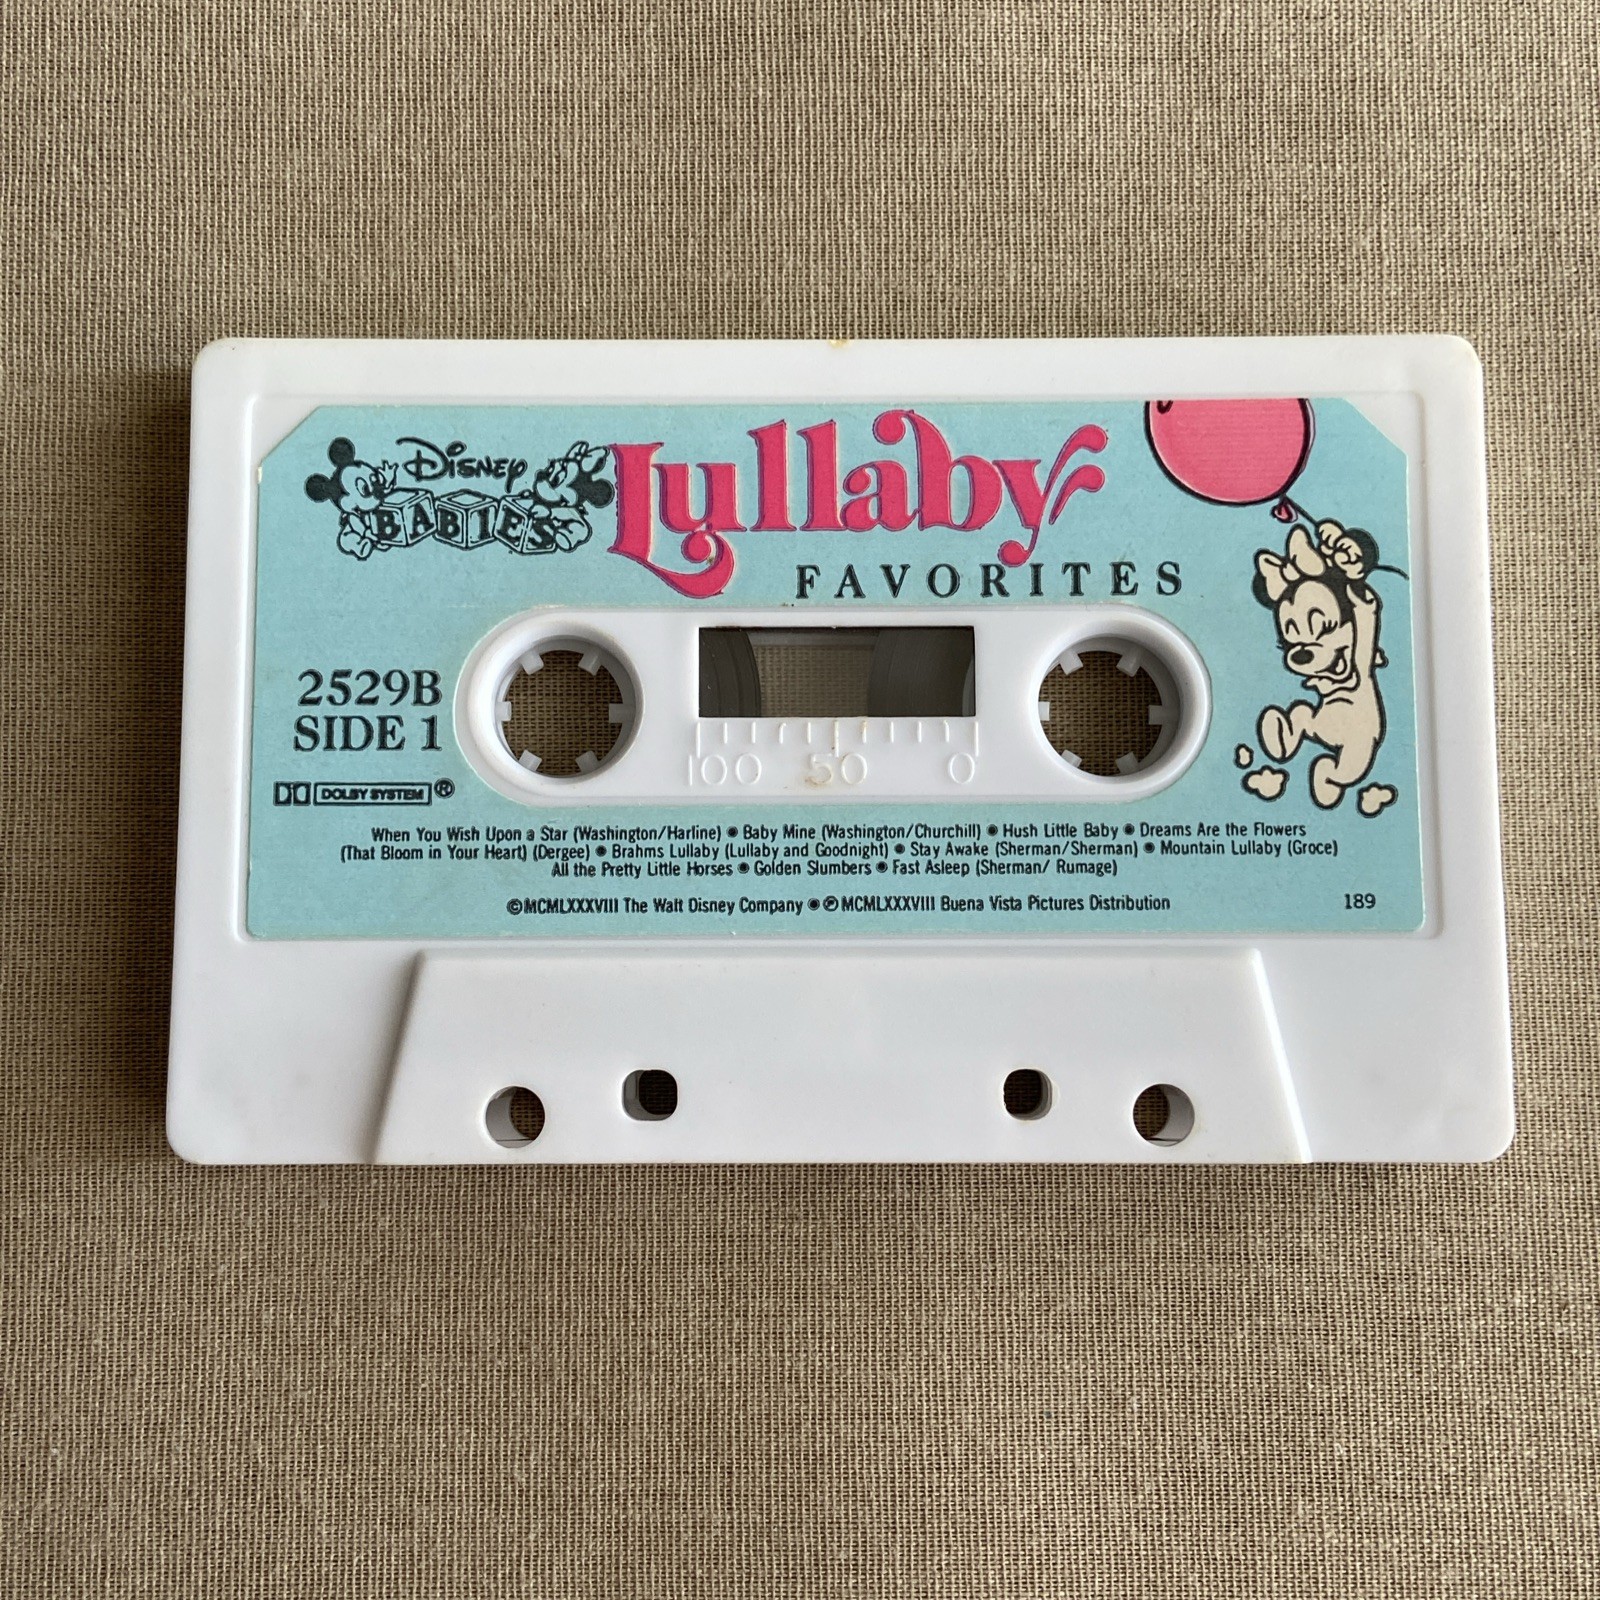 Disney
BABIES
Lullaby
FAVORITES
2529B
SIDE 1
DOLBY SYSTEM ®
100 50 0
When You Wish Upon a Star (Washington/Harline) ● Baby Mine (Washington/Churchill) ● Hush Little Baby ● Dreams Are the Flowers
(That Bloom in Your Heart) (Dergee) ● Brahms Lullaby (Lullaby and Goodnight) ● Stay Awake (Sherman/Sherman) ● Mountain Lullaby (Groce)
All the Pretty Little Horses ● Golden Slumbers ● Fast Asleep (Sherman/ Rumage)
©MCMLXXXVIII The Walt Disney Company ● ℗MCMLXXXVIII Buena Vista Pictures Distribution
189